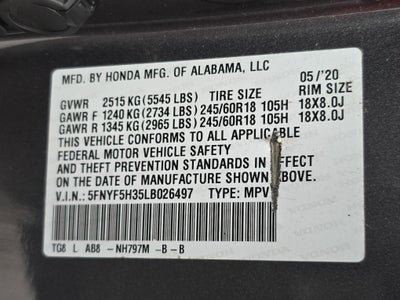 MFD. BY HONDA MFG. OF ALABAMA, LLC 05/'20
GVWR 2515 KG (5545 LBS) TIRE SIZE RIM SIZE
GAWR F 1240 KG (2734 LBS) 245/60R18 105H 18X8.0J
GAWR R 1345 KG (2965 LBS) 245/60R18 105H 18X8.0J
THIS VEHICLE CONFORMS TO ALL APPLICABLE
FEDERAL MOTOR VEHICLE SAFETY
AND THEFT PREVENTION STANDARDS IN EFFECT
ON THE DATE OF MANUFACTURE SHOWN ABOVE.
V.I.N.: 5FNYF5H35LB026497 TYPE: MPV
TG8 L AB8 -NH797M -B -B